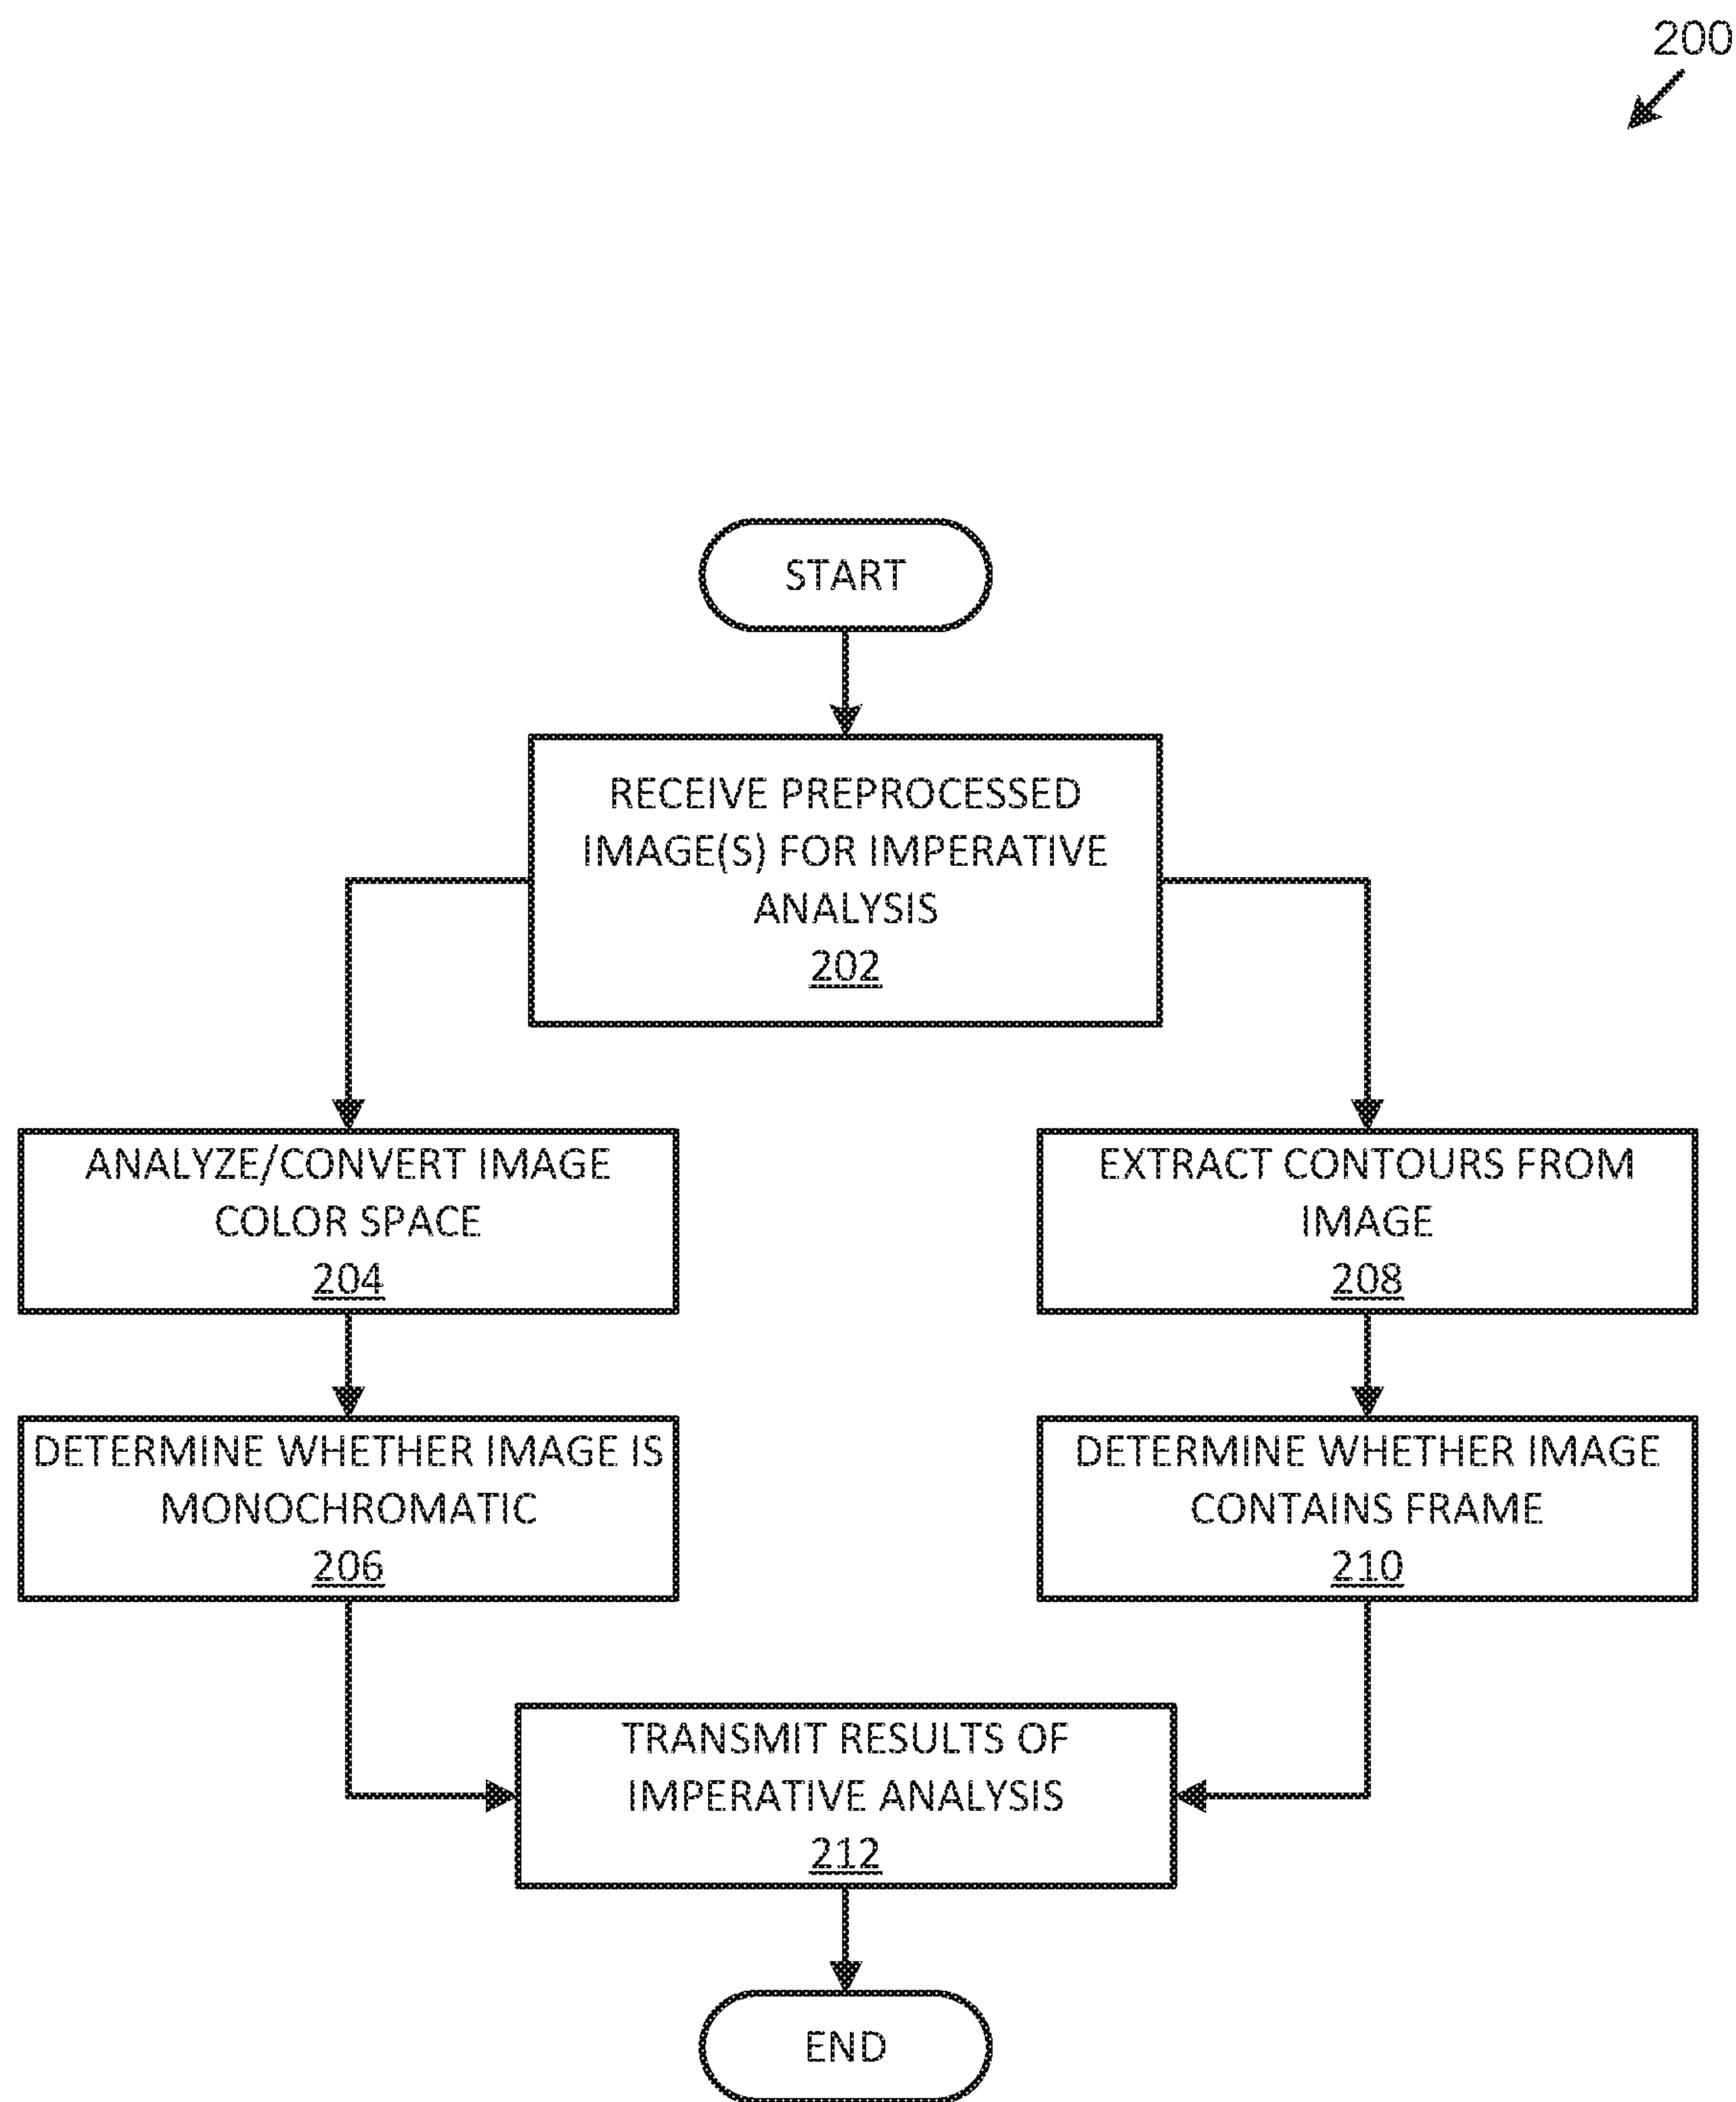 200
START
RECEIVE PREPROCESSED
IMAGE(S) FOR IMPERATIVE
ANALYSIS
202
ANALYZE/CONVERT IMAGE
COLOR SPACE
204
EXTRACT CONTOURS FROM
IMAGE
208
DETERMINE WHETHER IMAGE IS
MONOCHROMATIC
206
DETERMINE WHETHER IMAGE
CONTAINS FRAME
210
TRANSMIT RESULTS OF
IMPERATIVE ANALYSIS
212
END